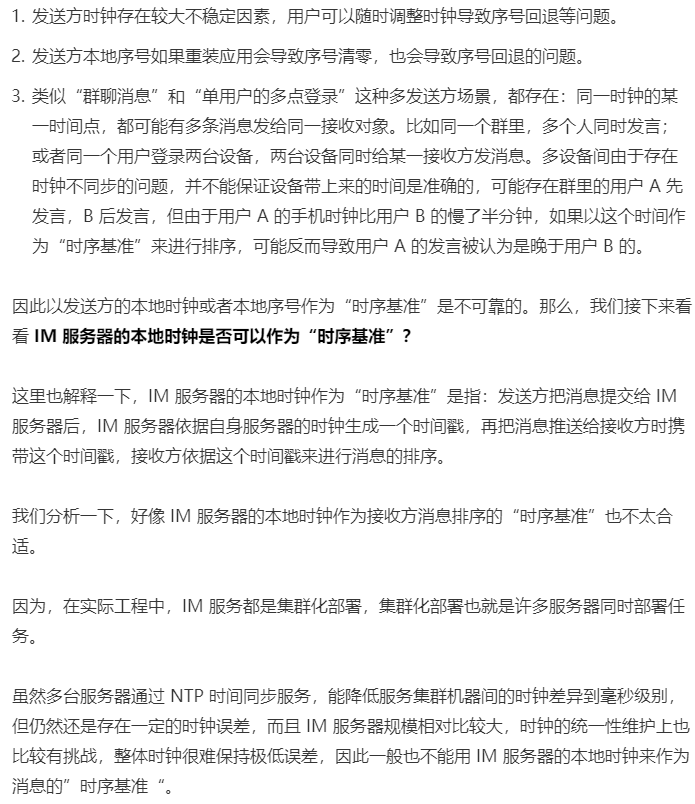 1. 发送方时钟存在较大不稳定因素，用户可以随时调整时钟导致序号回退等问题。
2. 发送方本地序号如果重装应用会导致序号清零，也会导致序号回退的问题。
3. 类似“群聊消息”和“单用户的多点登录”这种多发送方场景，都存在：同一时钟的某
一时间点，都可能有多条消息发给同一接收对象。比如同一个群里，多个人同时发言；
或者同一个用户登录两台设备，两台设备同时给某一接收方发消息。多设备间由于存在
时钟不同步的问题，并不能保证设备带上来的时间是准确的，可能存在群里的用户 A 先
发言，B 后发言，但由于用户 A 的手机时钟比用户 B 的慢了半分钟，如果以这个时间作
为“时序基准”来进行排序，可能反而导致用户 A 的发言被认为是晚于用户 B 的。
因此以发送方的本地时钟或者本地序号作为“时序基准”是不可靠的。那么，我们接下来看
看 IM 服务器的本地时钟是否可以作为“时序基准”？
这里也解释一下，IM 服务器的本地时钟作为“时序基准”是指：发送方把消息提交给 IM
服务器后，IM 服务器依据自身服务器的时钟生成一个时间戳，再把消息推送给接收方时携
带这个时间戳，接收方依据这个时间戳来进行消息的排序。
我们分析一下，好像 IM 服务器的本地时钟作为接收方消息排序的“时序基准”也不太合
适。
因为，在实际工程中，IM 服务都是集群化部署，集群化部署也就是许多服务器同时部署任
务。
虽然多台服务器通过 NTP 时间同步服务，能降低服务集群机器间的时钟差异到毫秒级别，
但仍然还是存在一定的时钟误差，而且 IM 服务器规模相对比较大，时钟的统一性维护上也
比较有挑战，整体时钟很难保持极低误差，因此一般也不能用 IM 服务器的本地时钟来作为
消息的”时序基准“。